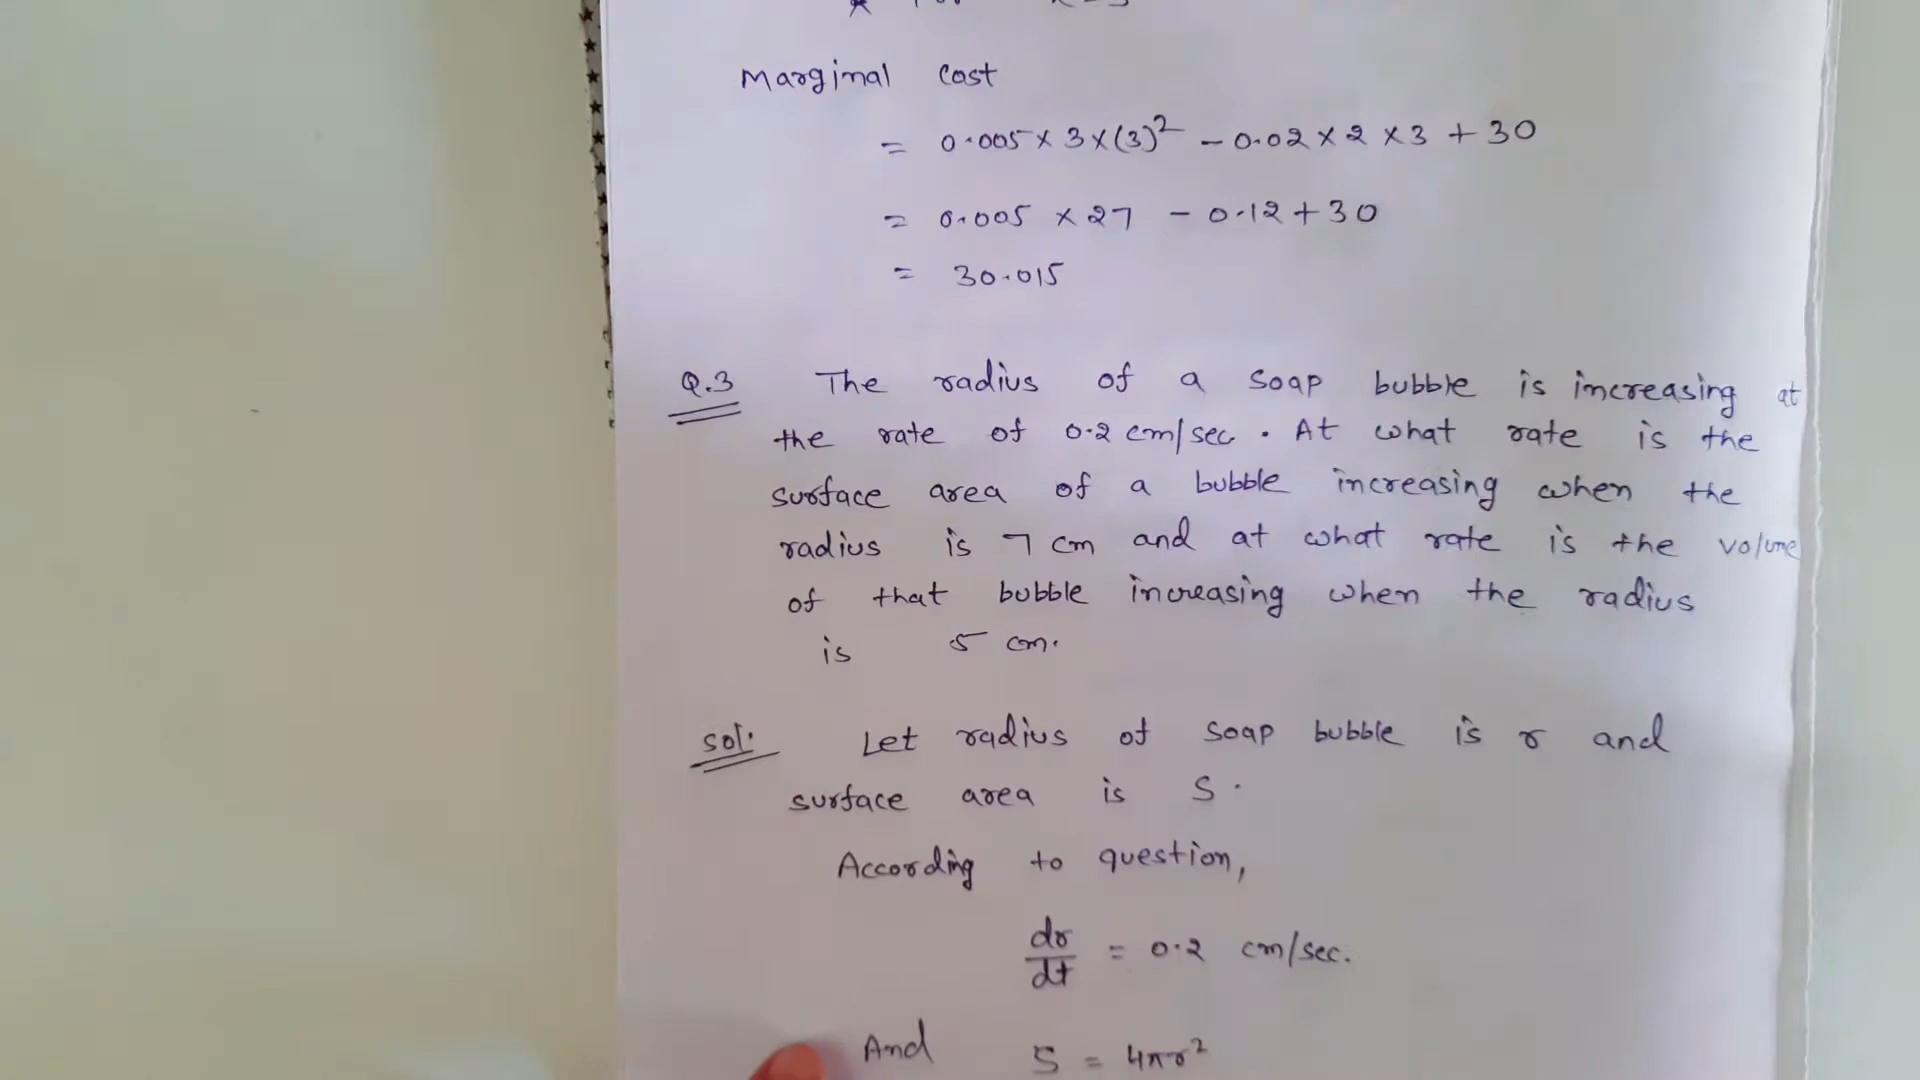 Marginal Cost
= 0.005 × 3 × (3)² - 0.02 × 2 × 3 + 30
= 0.005 × 27 - 0.12 + 30
= 30.015
Q.3 The radius of a soap bubble is increasing at
the rate of 0.2 cm/sec. At what rate is the
surface area of a bubble increasing when the
radius is 7 cm and at what rate is the volume
of that bubble increasing when the radius
is 5 cm.
Sol. Let radius of soap bubble is r and
surface area is S.
According to question,
dr/dt = 0.2 cm/sec.
And S = 4πr²